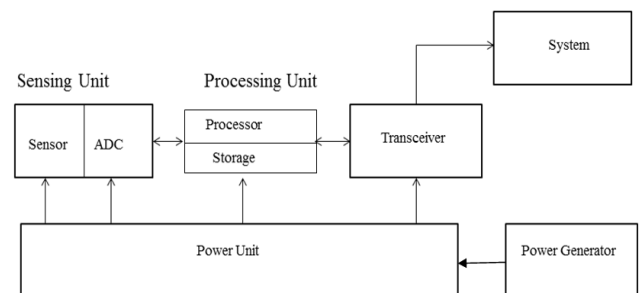 System
Sensing Unit
Processing Unit
Sensor
ADC
Processor
Storage
Transceiver
Power Unit
Power Generator